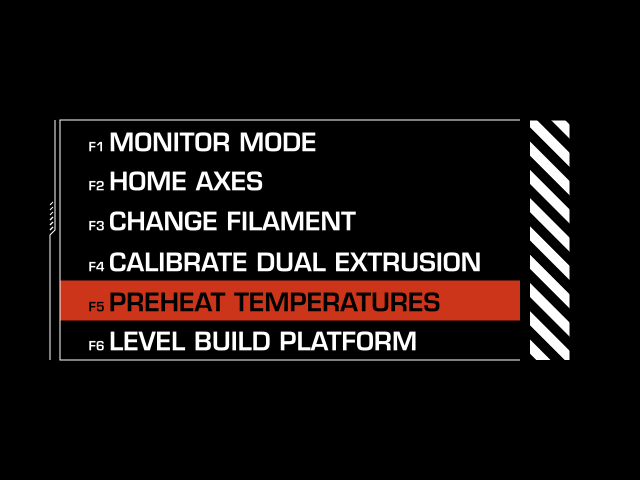 F1 MONITOR MODE
F2 HOME AXES
F3 CHANGE FILAMENT
F4 CALIBRATE DUAL EXTRUSION
F5 PREHEAT TEMPERATURES
F6 LEVEL BUILD PLATFORM